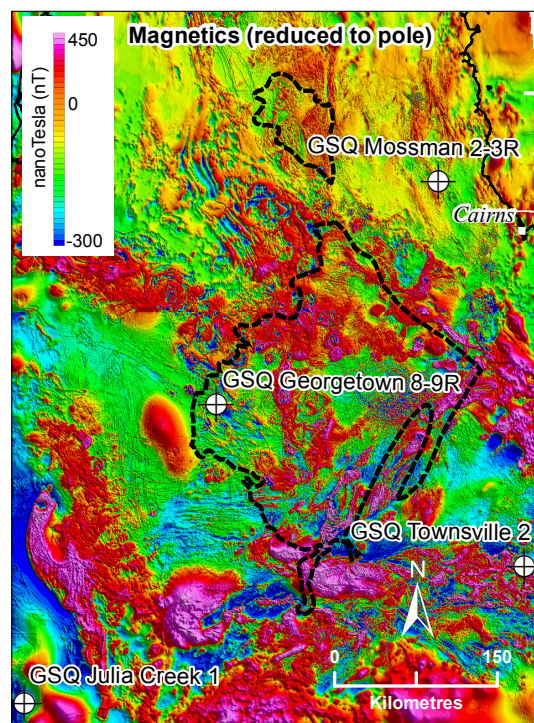 Magnetics (reduced to pole)
450
0
-300
nanoTesla (nT)
GSQ Mossman 2-3R
Cairns
GSQ Georgetown 8-9R
GSQ Townsville 2
N
0 150
Kilometres
GSQ Julia Creek 1